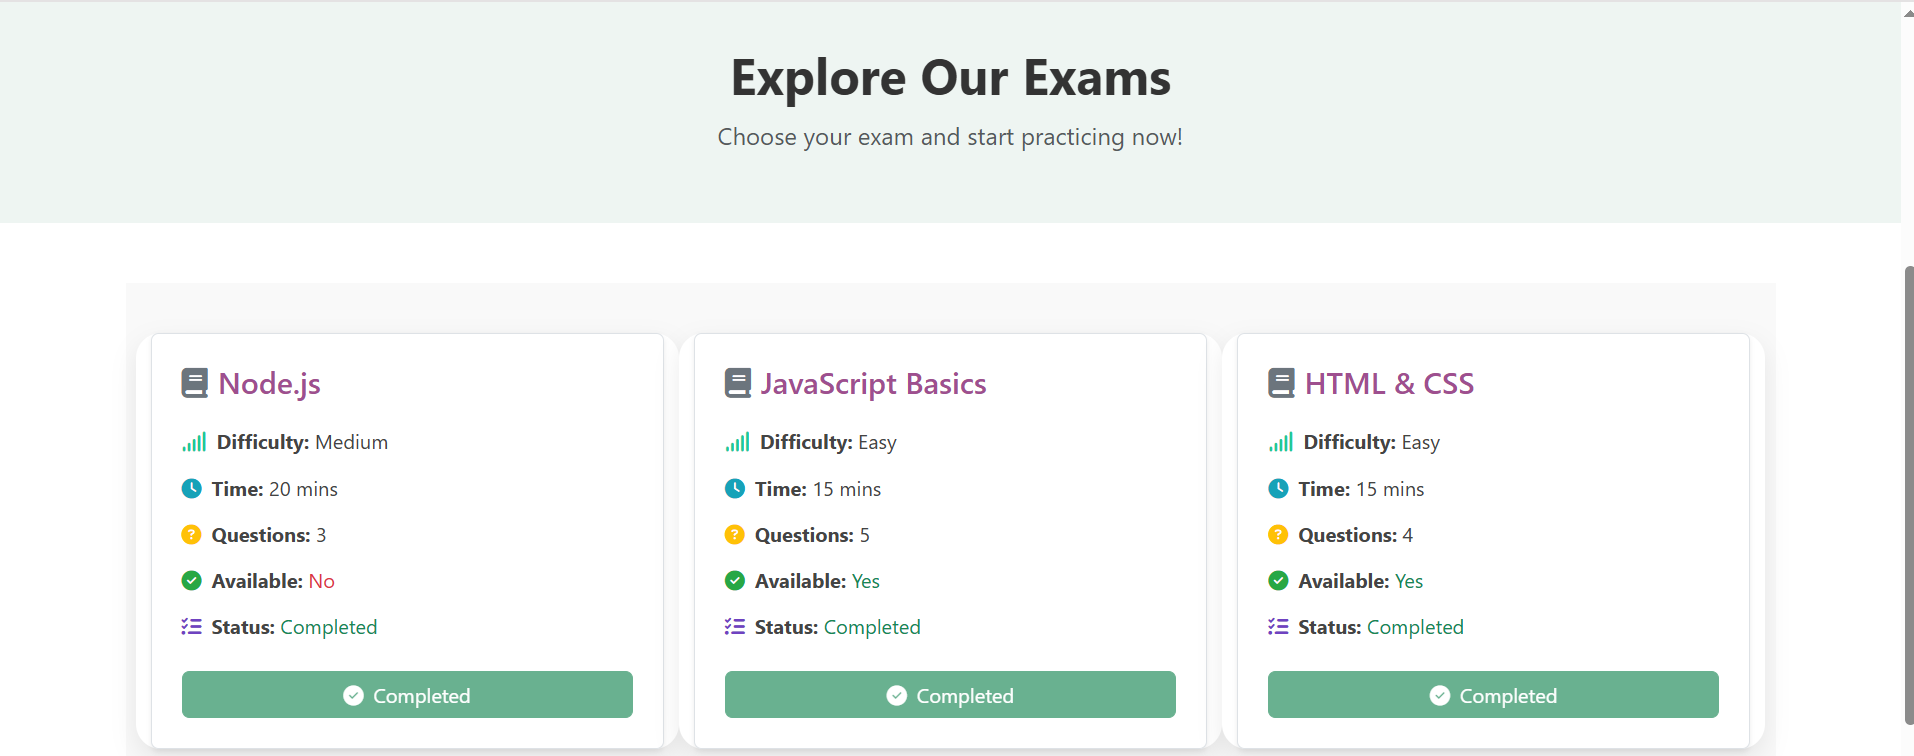 Explore Our Exams
Choose your exam and start practicing now!
Node.js
Difficulty: Medium
Time: 20 mins
Questions: 3
Available: No
Status: Completed
Completed
JavaScript Basics
Difficulty: Easy
Time: 15 mins
Questions: 5
Available: Yes
Status: Completed
Completed
HTML & CSS
Difficulty: Easy
Time: 15 mins
Questions: 4
Available: Yes
Status: Completed
Completed